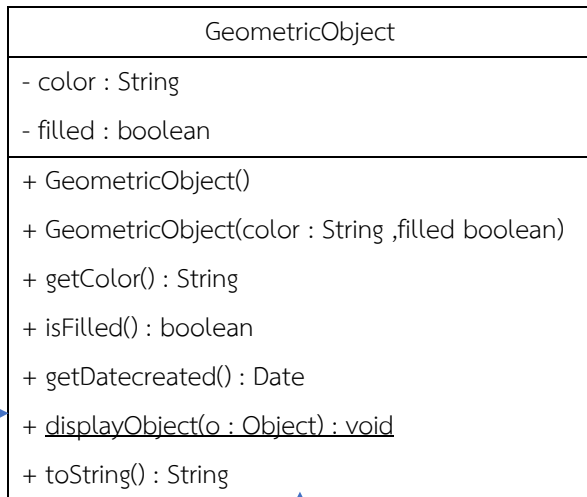 GeometricObject
- color : String
- filled : boolean
+ GeometricObject()
+ GeometricObject(color : String ,filled boolean)
+ getColor() : String
+ isFilled() : boolean
+ getDatecreated() : Date
+ displayObject(o : Object) : void
+ toString() : String